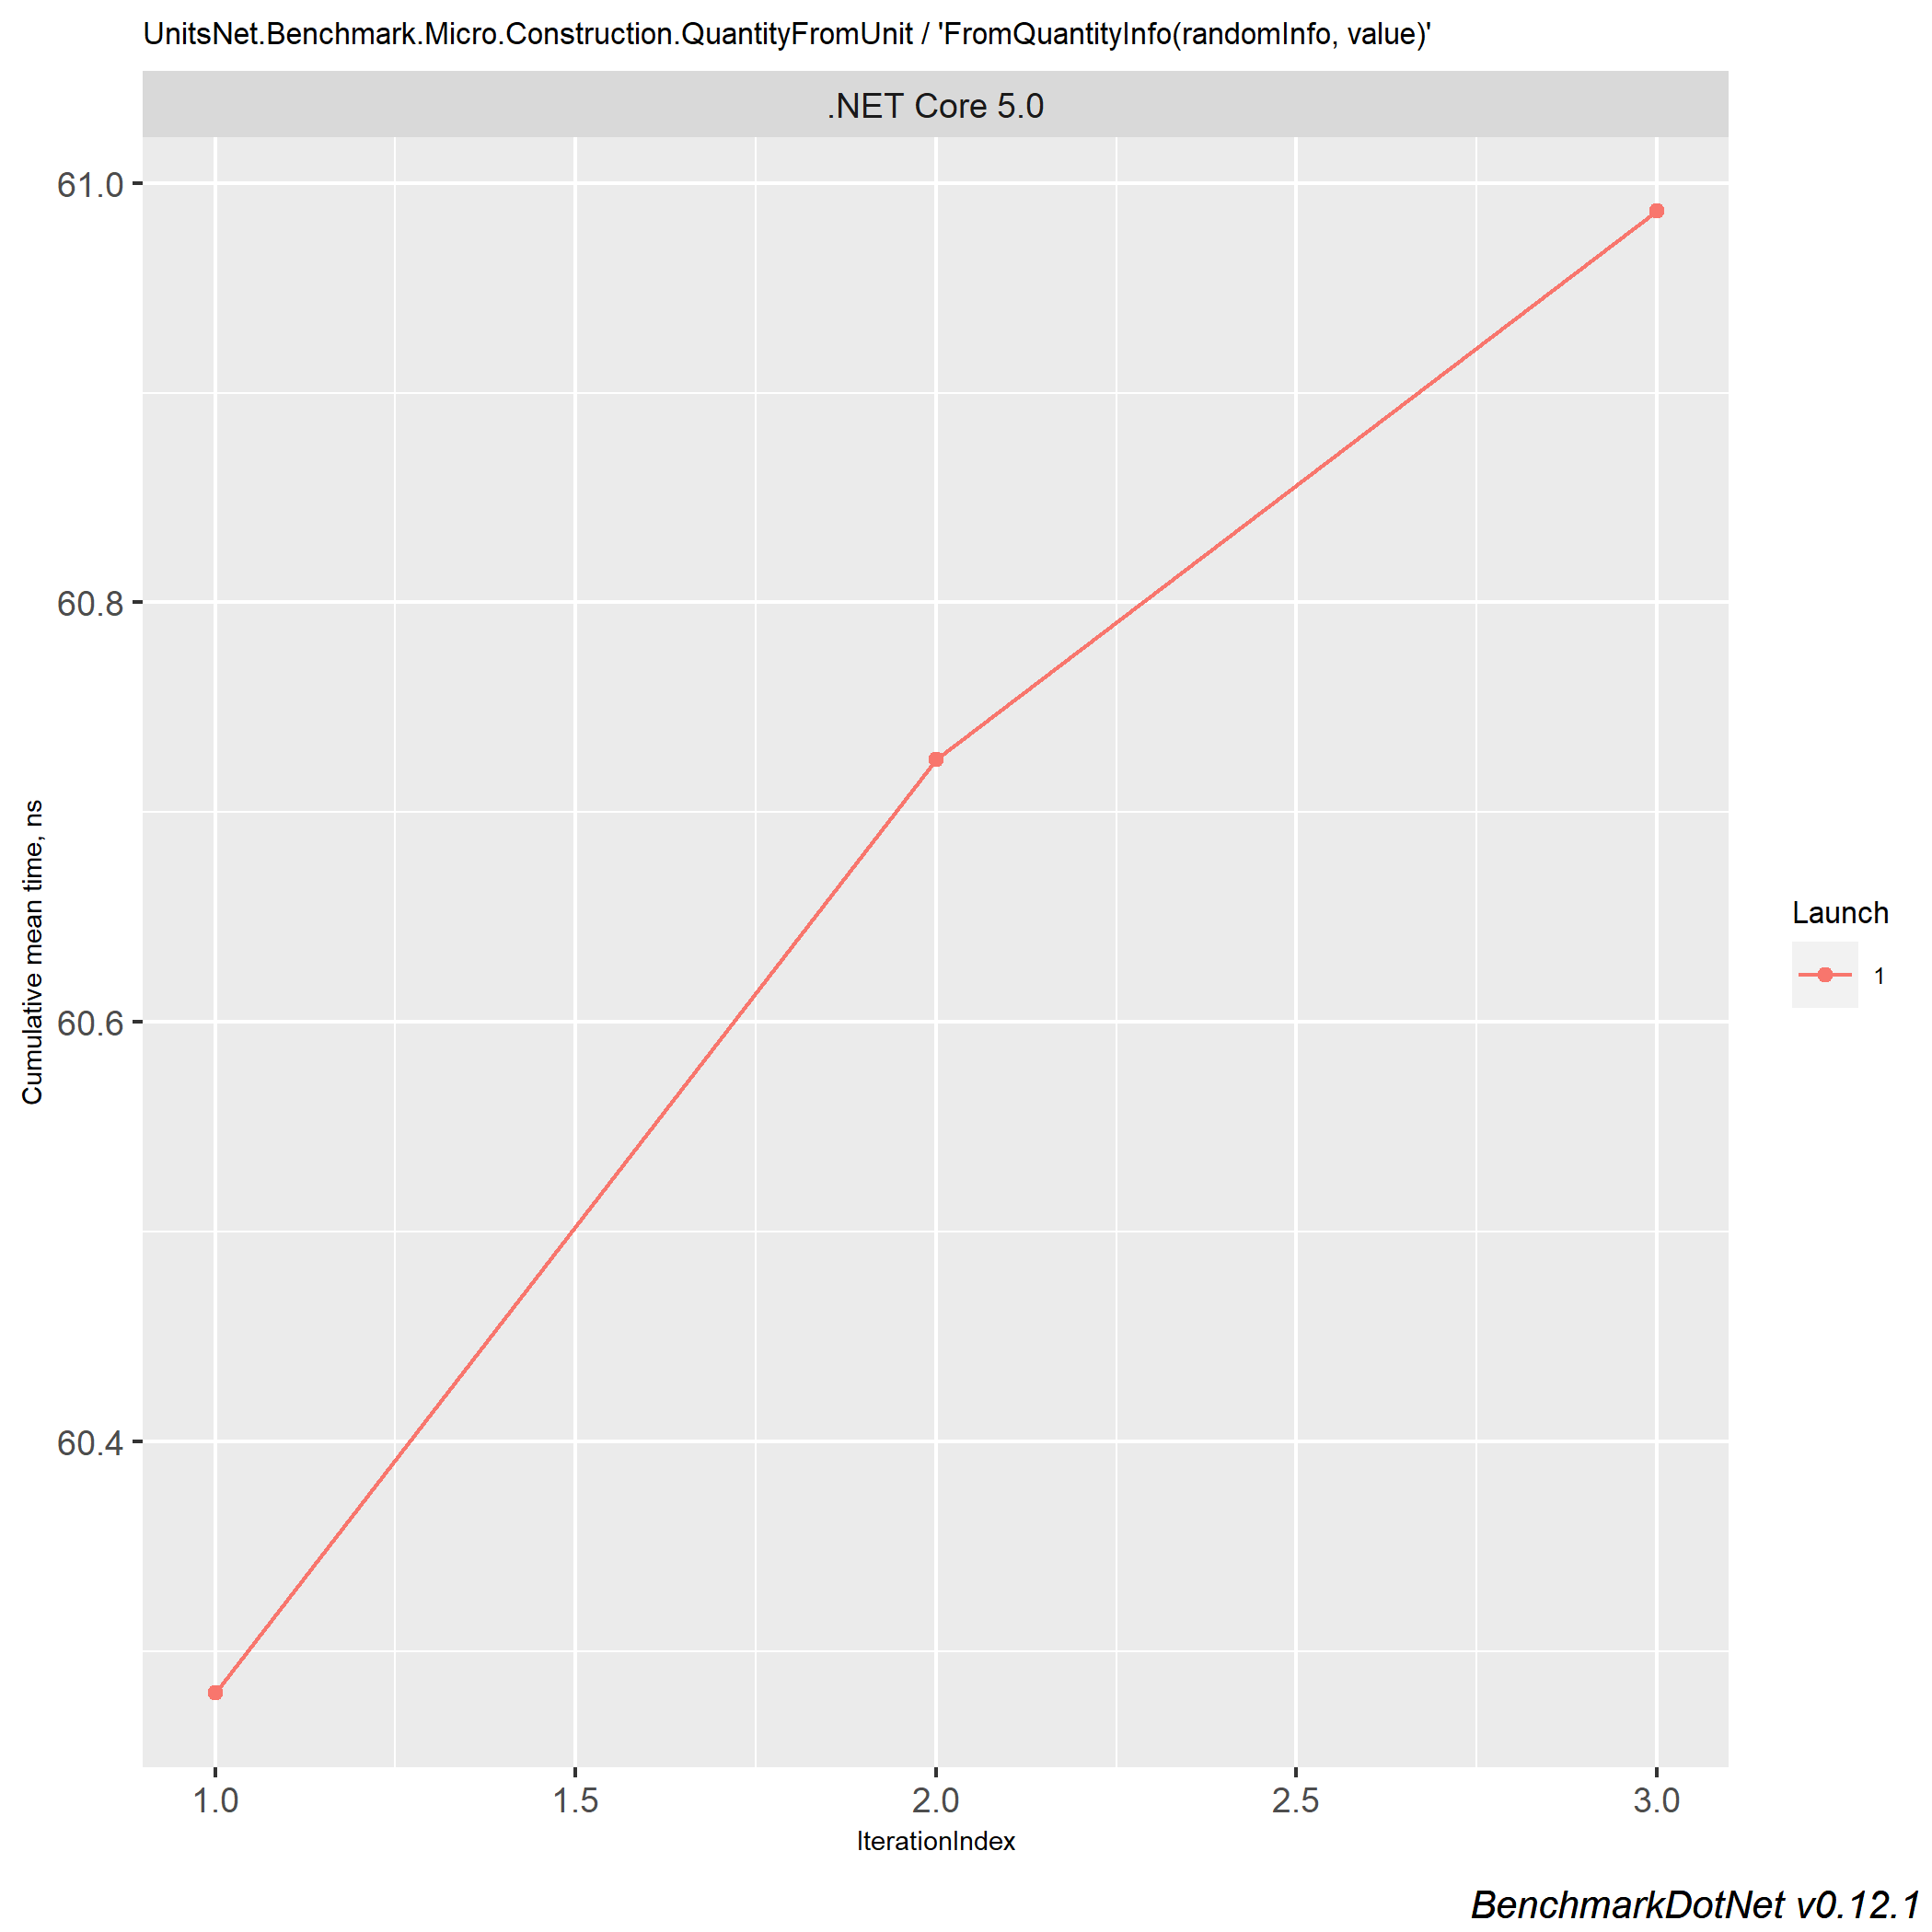 UnitsNet.Benchmark.Micro.Construction.QuantityFromUnit / 'FromQuantityInfo(randomInfo, value)'
.NET Core 5.0
61.0
60.8
60.6
60.4
Cumulative mean time, ns
1.0 1.5 2.0 2.5 3.0
IterationIndex
Launch
1
BenchmarkDotNet v0.12.1